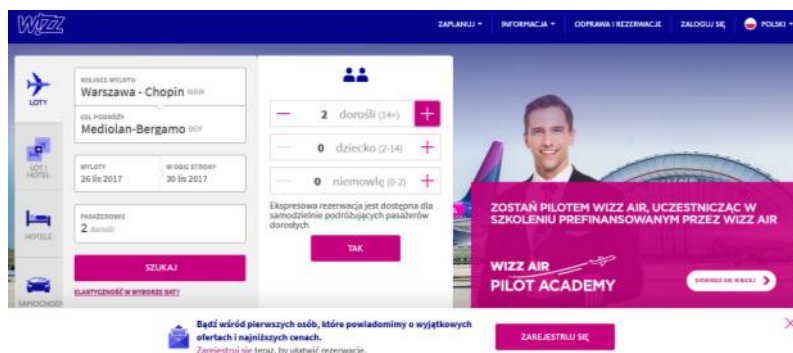 WIZZ
ZAPLANUJ
INFORMACJA
ODPRAWA I REZERWACJE
ZALOGUJ SIĘ
POLSKI
LOTY
LOT I
HOTEL
HOTELE
SAMOCHODY
MIEJSCE WYLOTU
Warszawa - Chopin WAW
CEL PODRÓŻY
Mediolan-Bergamo BGY
WYLOTY
26 lis 2017
W OBIE STRONY
30 lis 2017
PASAŻEROWIE
2 dorośli
SZUKAJ
ELASTYCZNOŚĆ W WYBORZE DAT?
2 dorośli (14+)
0 dziecko (2-14)
0 niemowlę (0-2)
Ekspresowa rezerwacja jest dostępna dla
samodzielnie podróżujących pasażerów
dorosłych
TAK
ZOSTAŃ PILOTEM WIZZ AIR, UCZESTNICZĄC W
SZKOLENIU PREFINANSOWANYM PRZEZ WIZZ AIR
WIZZ AIR
PILOT ACADEMY
DOWIEDZ SIĘ WIĘCEJ
Bądź wśród pierwszych osób, które powiadomimy o wyjątkowych
ofertach i najniższych cenach.
Zarejestruj się teraz, by ułatwić rezerwacje.
ZAREJESTRUJ SIĘ